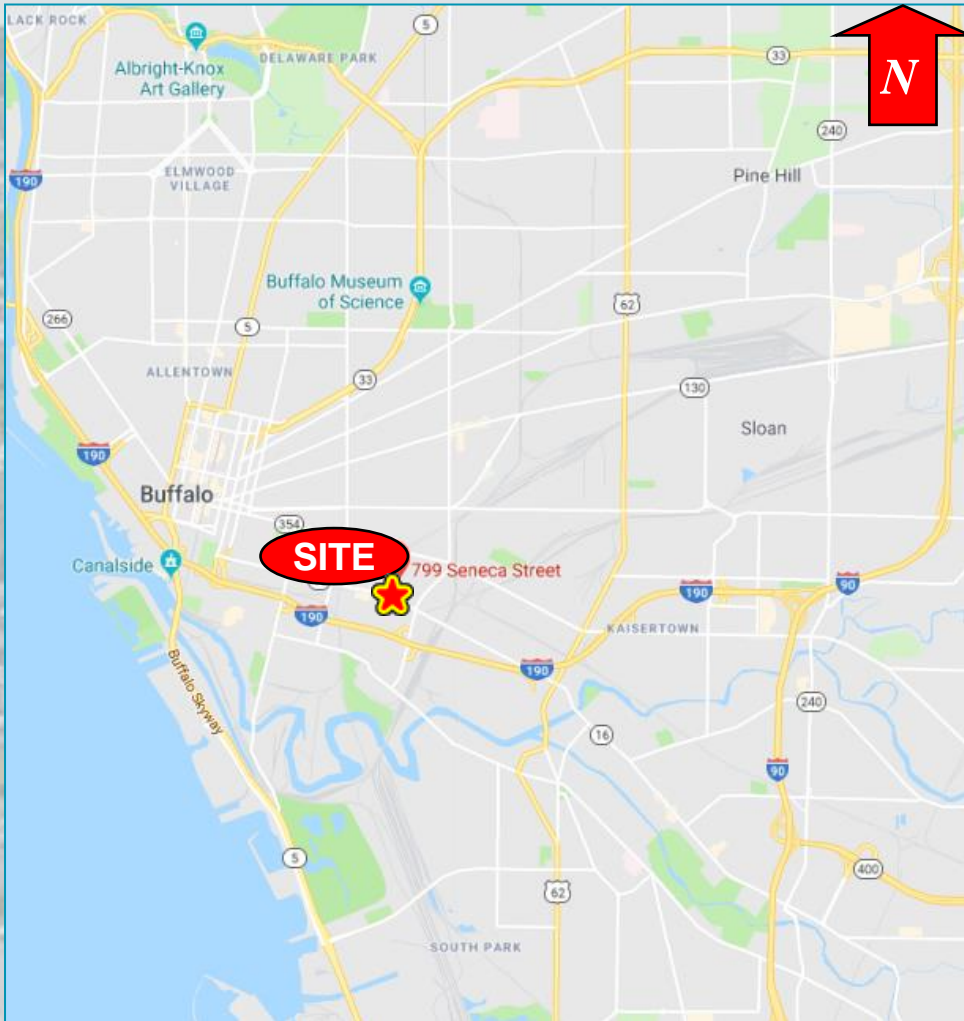 LACK ROCK
5
Albright-Knox
Art Gallery
DELAWARE PARK
33
N
240
190
ELMWOOD
VILLAGE
Pine Hill
Buffalo Museum
of Science
62
266
5
ALLENTOWN
33
130
Sloan
190
Buffalo
354
Canalside
SITE
799 Seneca Street
190
190
90
KAISERTOWN
190
Buffalo Skyway
240
16
90
5
400
62
SOUTH PARK